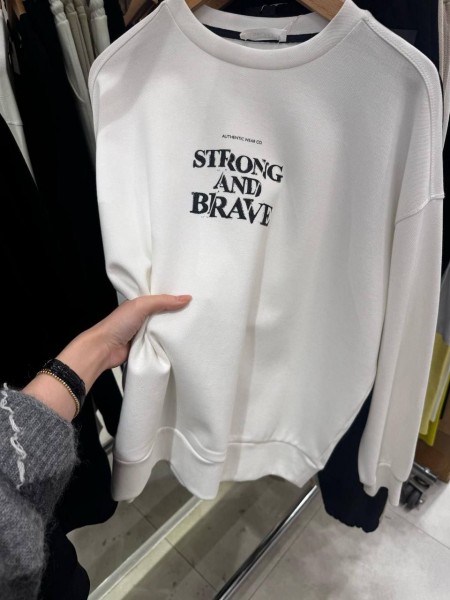 AUTHENTIC WEAR CO
STRONG
AND
BRAVE